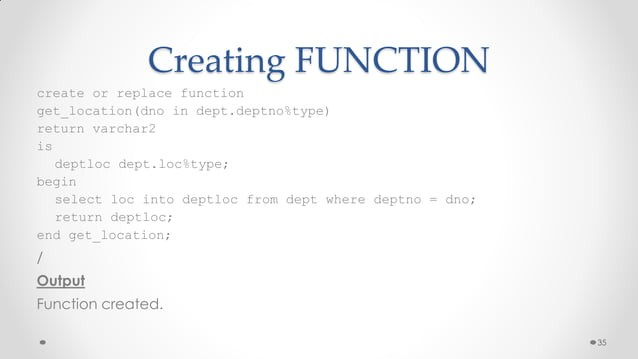 Creating FUNCTION
create or replace function
get_location(dno in dept.deptno%type)
return varchar2
is
deptloc dept.loc%type;
begin
select loc into deptloc from dept where deptno = dno;
return deptloc;
end get_location;
/
Output
Function created.
35